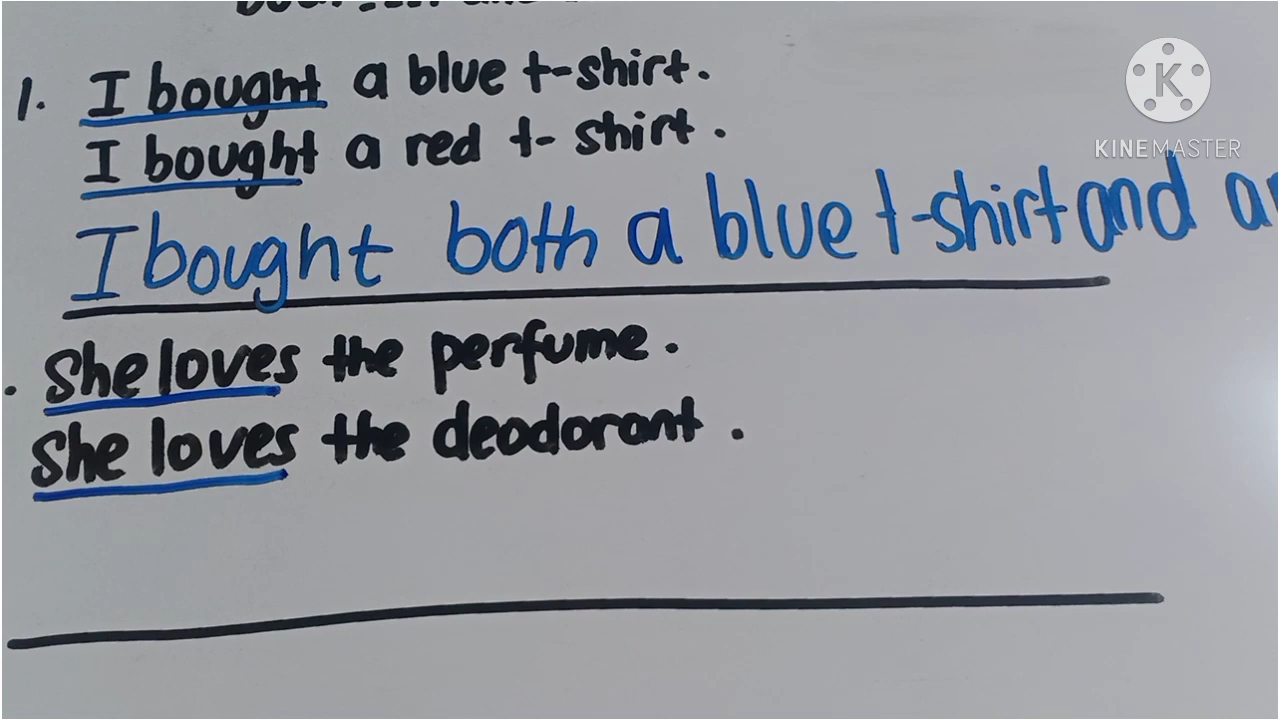 1. I bought a blue t-shirt.
I bought a red t-shirt.
I bought both a blue t-shirt and
. She loves the perfume.
She loves the deodorant.
KINEMASTER